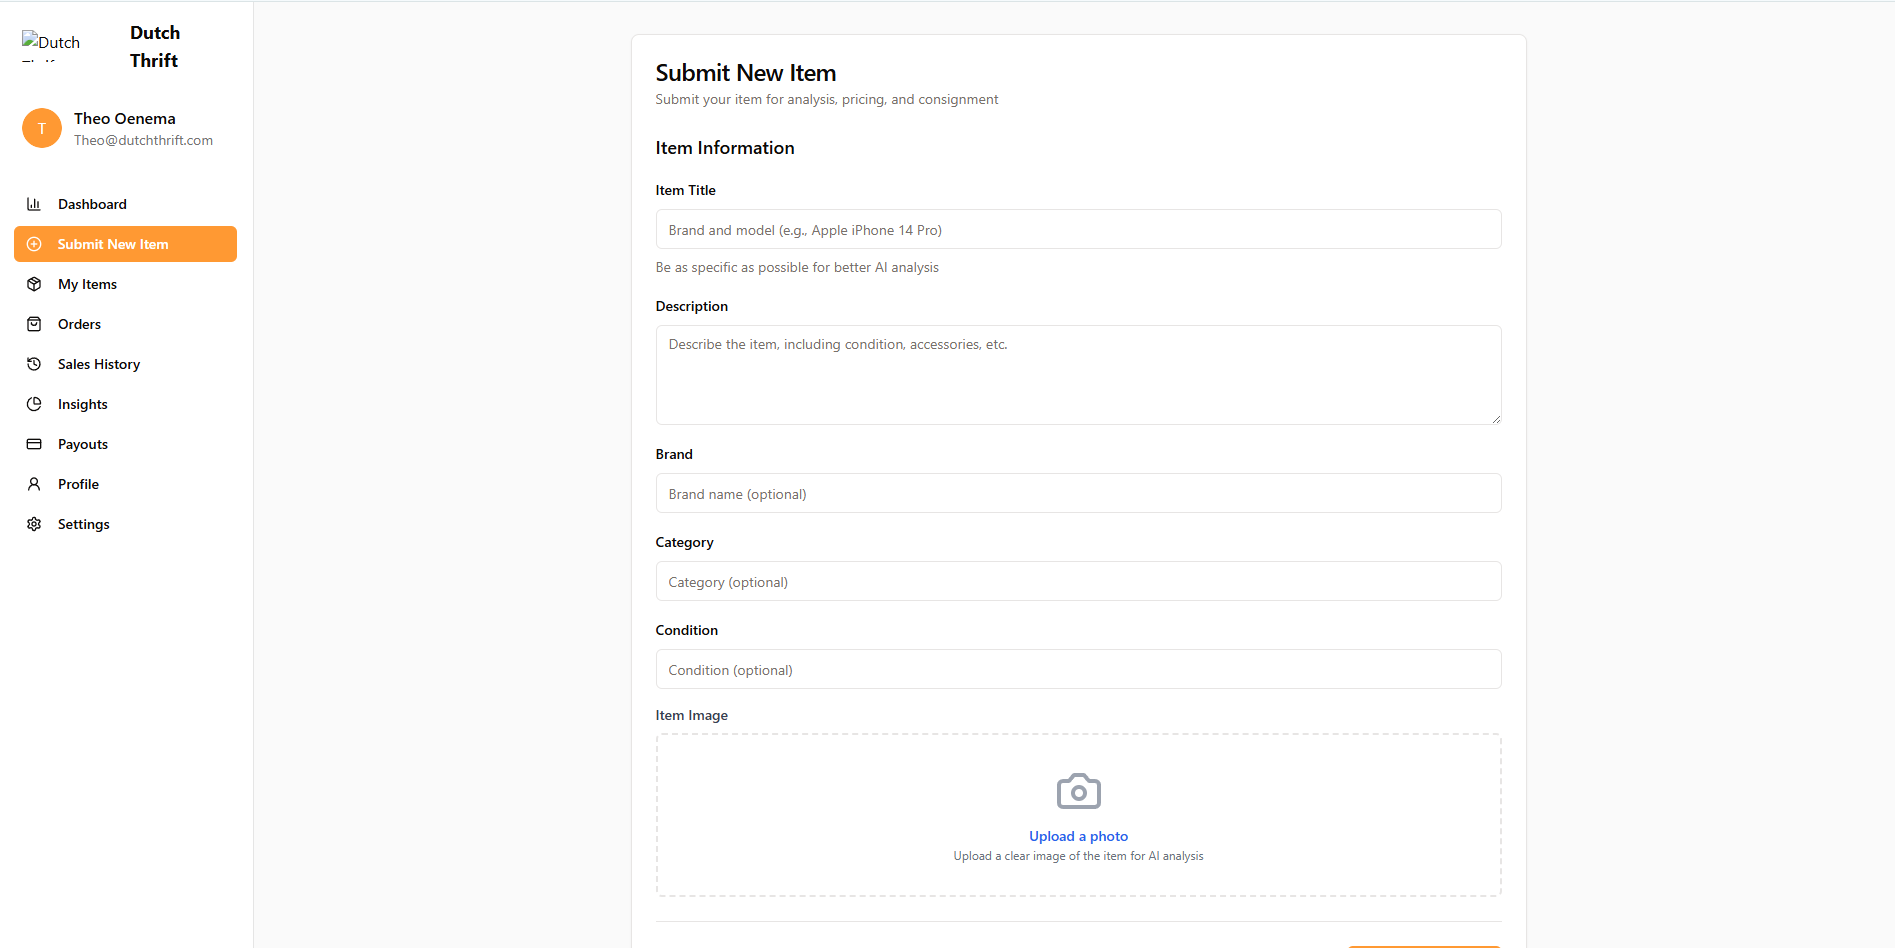 Dutch
Dutch
Thrift
T
Theo Oenema
Theo@dutchthrift.com
Dashboard
Submit New Item
My Items
Orders
Sales History
Insights
Payouts
Profile
Settings
Submit New Item
Submit your item for analysis, pricing, and consignment
Item Information
Item Title
Brand and model (e.g., Apple iPhone 14 Pro)
Be as specific as possible for better AI analysis
Description
Describe the item, including condition, accessories, etc.
Brand
Brand name (optional)
Category
Category (optional)
Condition
Condition (optional)
Item Image
Upload a photo
Upload a clear image of the item for AI analysis